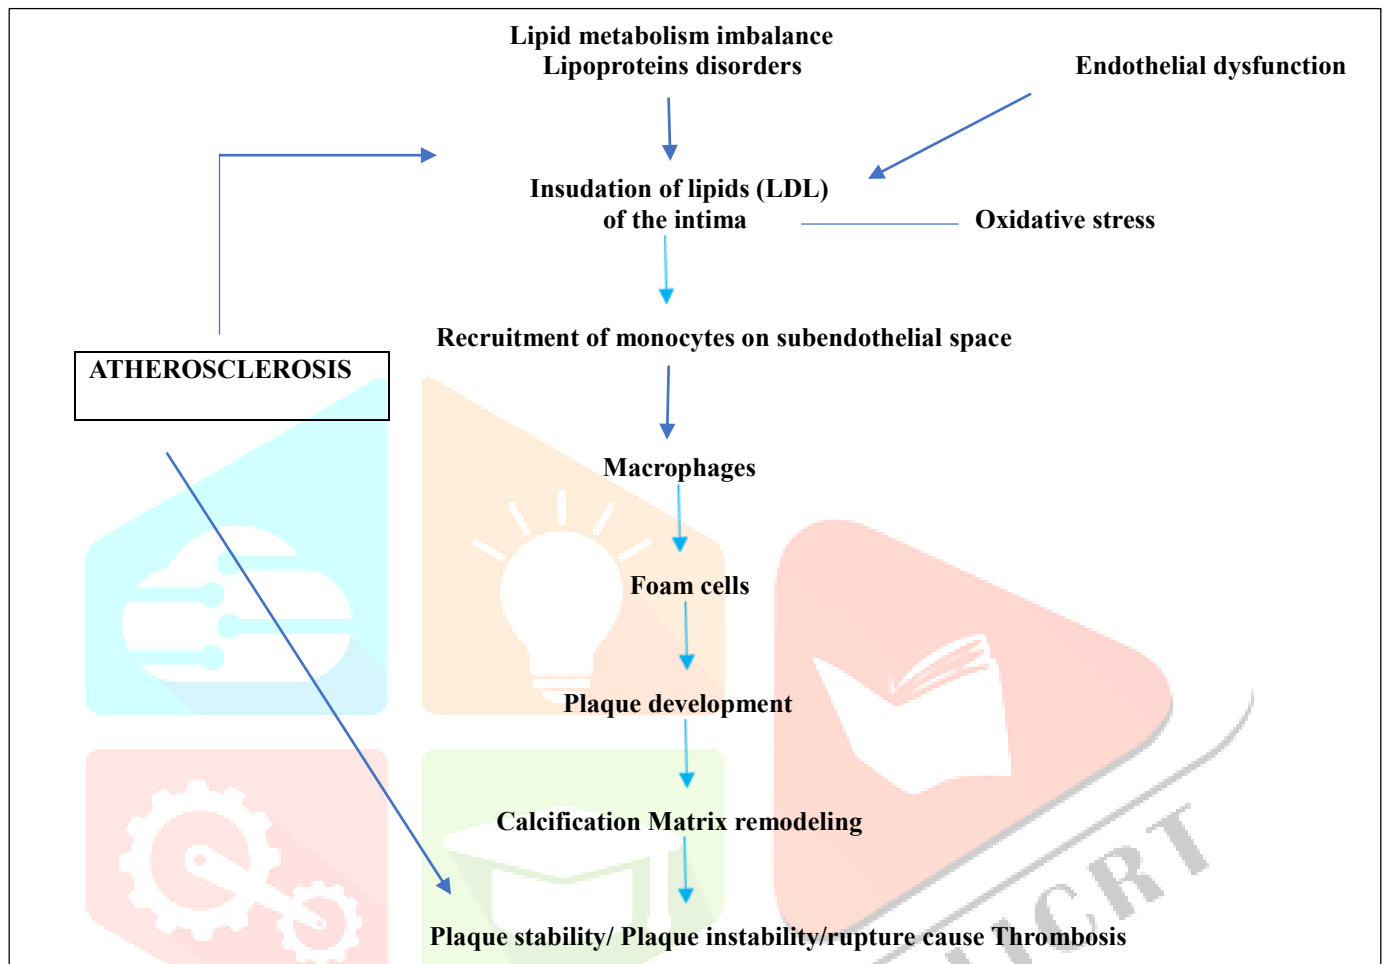 Lipid metabolism imbalance
Lipoproteins disorders
Endothelial dysfunction
Insudation of lipids (LDL)
of the intima
Oxidative stress
Recruitment of monocytes on subendothelial space
ATHEROSCLEROSIS
Macrophages
Foam cells
Plaque development
Calcification Matrix remodeling
Plaque stability/ Plaque instability/rupture cause Thrombosis